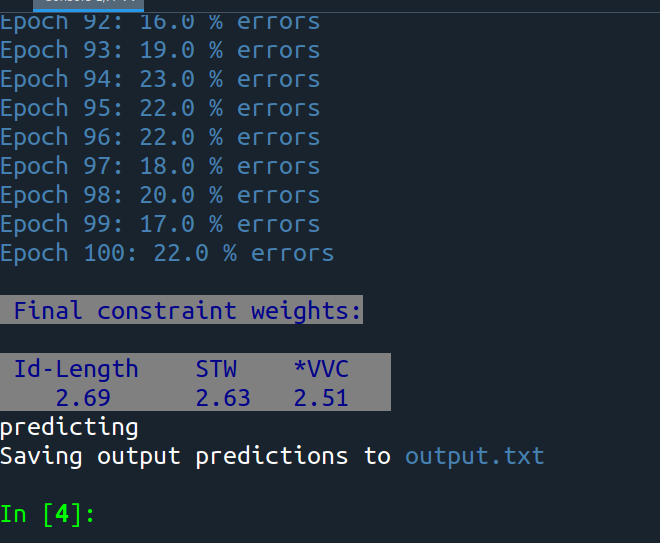 Epoch 92: 16.0 % errors
Epoch 93: 19.0 % errors
Epoch 94: 23.0 % errors
Epoch 95: 22.0 % errors
Epoch 96: 22.0 % errors
Epoch 97: 18.0 % errors
Epoch 98: 20.0 % errors
Epoch 99: 17.0 % errors
Epoch 100: 22.0 % errors
Final constraint weights:
Id-Length STW *VVC
2.69 2.63 2.51
predicting
Saving output predictions to output.txt
In [4]: